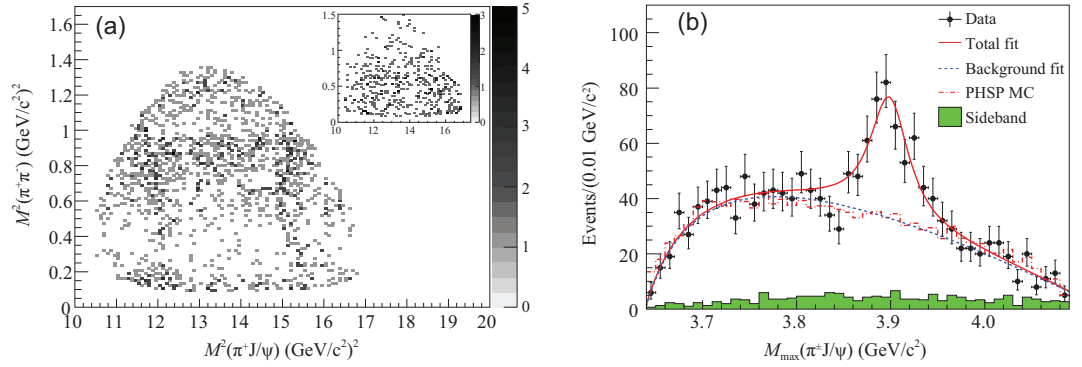 (a)
M²(π⁺π⁻) (GeV/c²)²
1.6
1.4
1.2
1
0.8
0.6
0.4
0.2
0
10 11 12 13 14 15 16 17 18 19 20
M²(π⁺J/ψ) (GeV/c²)²
5
4
3
2
1
0
1.5
1
0.5
0
10 12 14 16
3
2
1
0
(b)
Events/(0.01 GeV/c²)
100
80
60
40
20
0
3.7 3.8 3.9 4.0
M_max(π±J/ψ) (GeV/c²)
Data
Total fit
Background fit
PHSP MC
Sideband